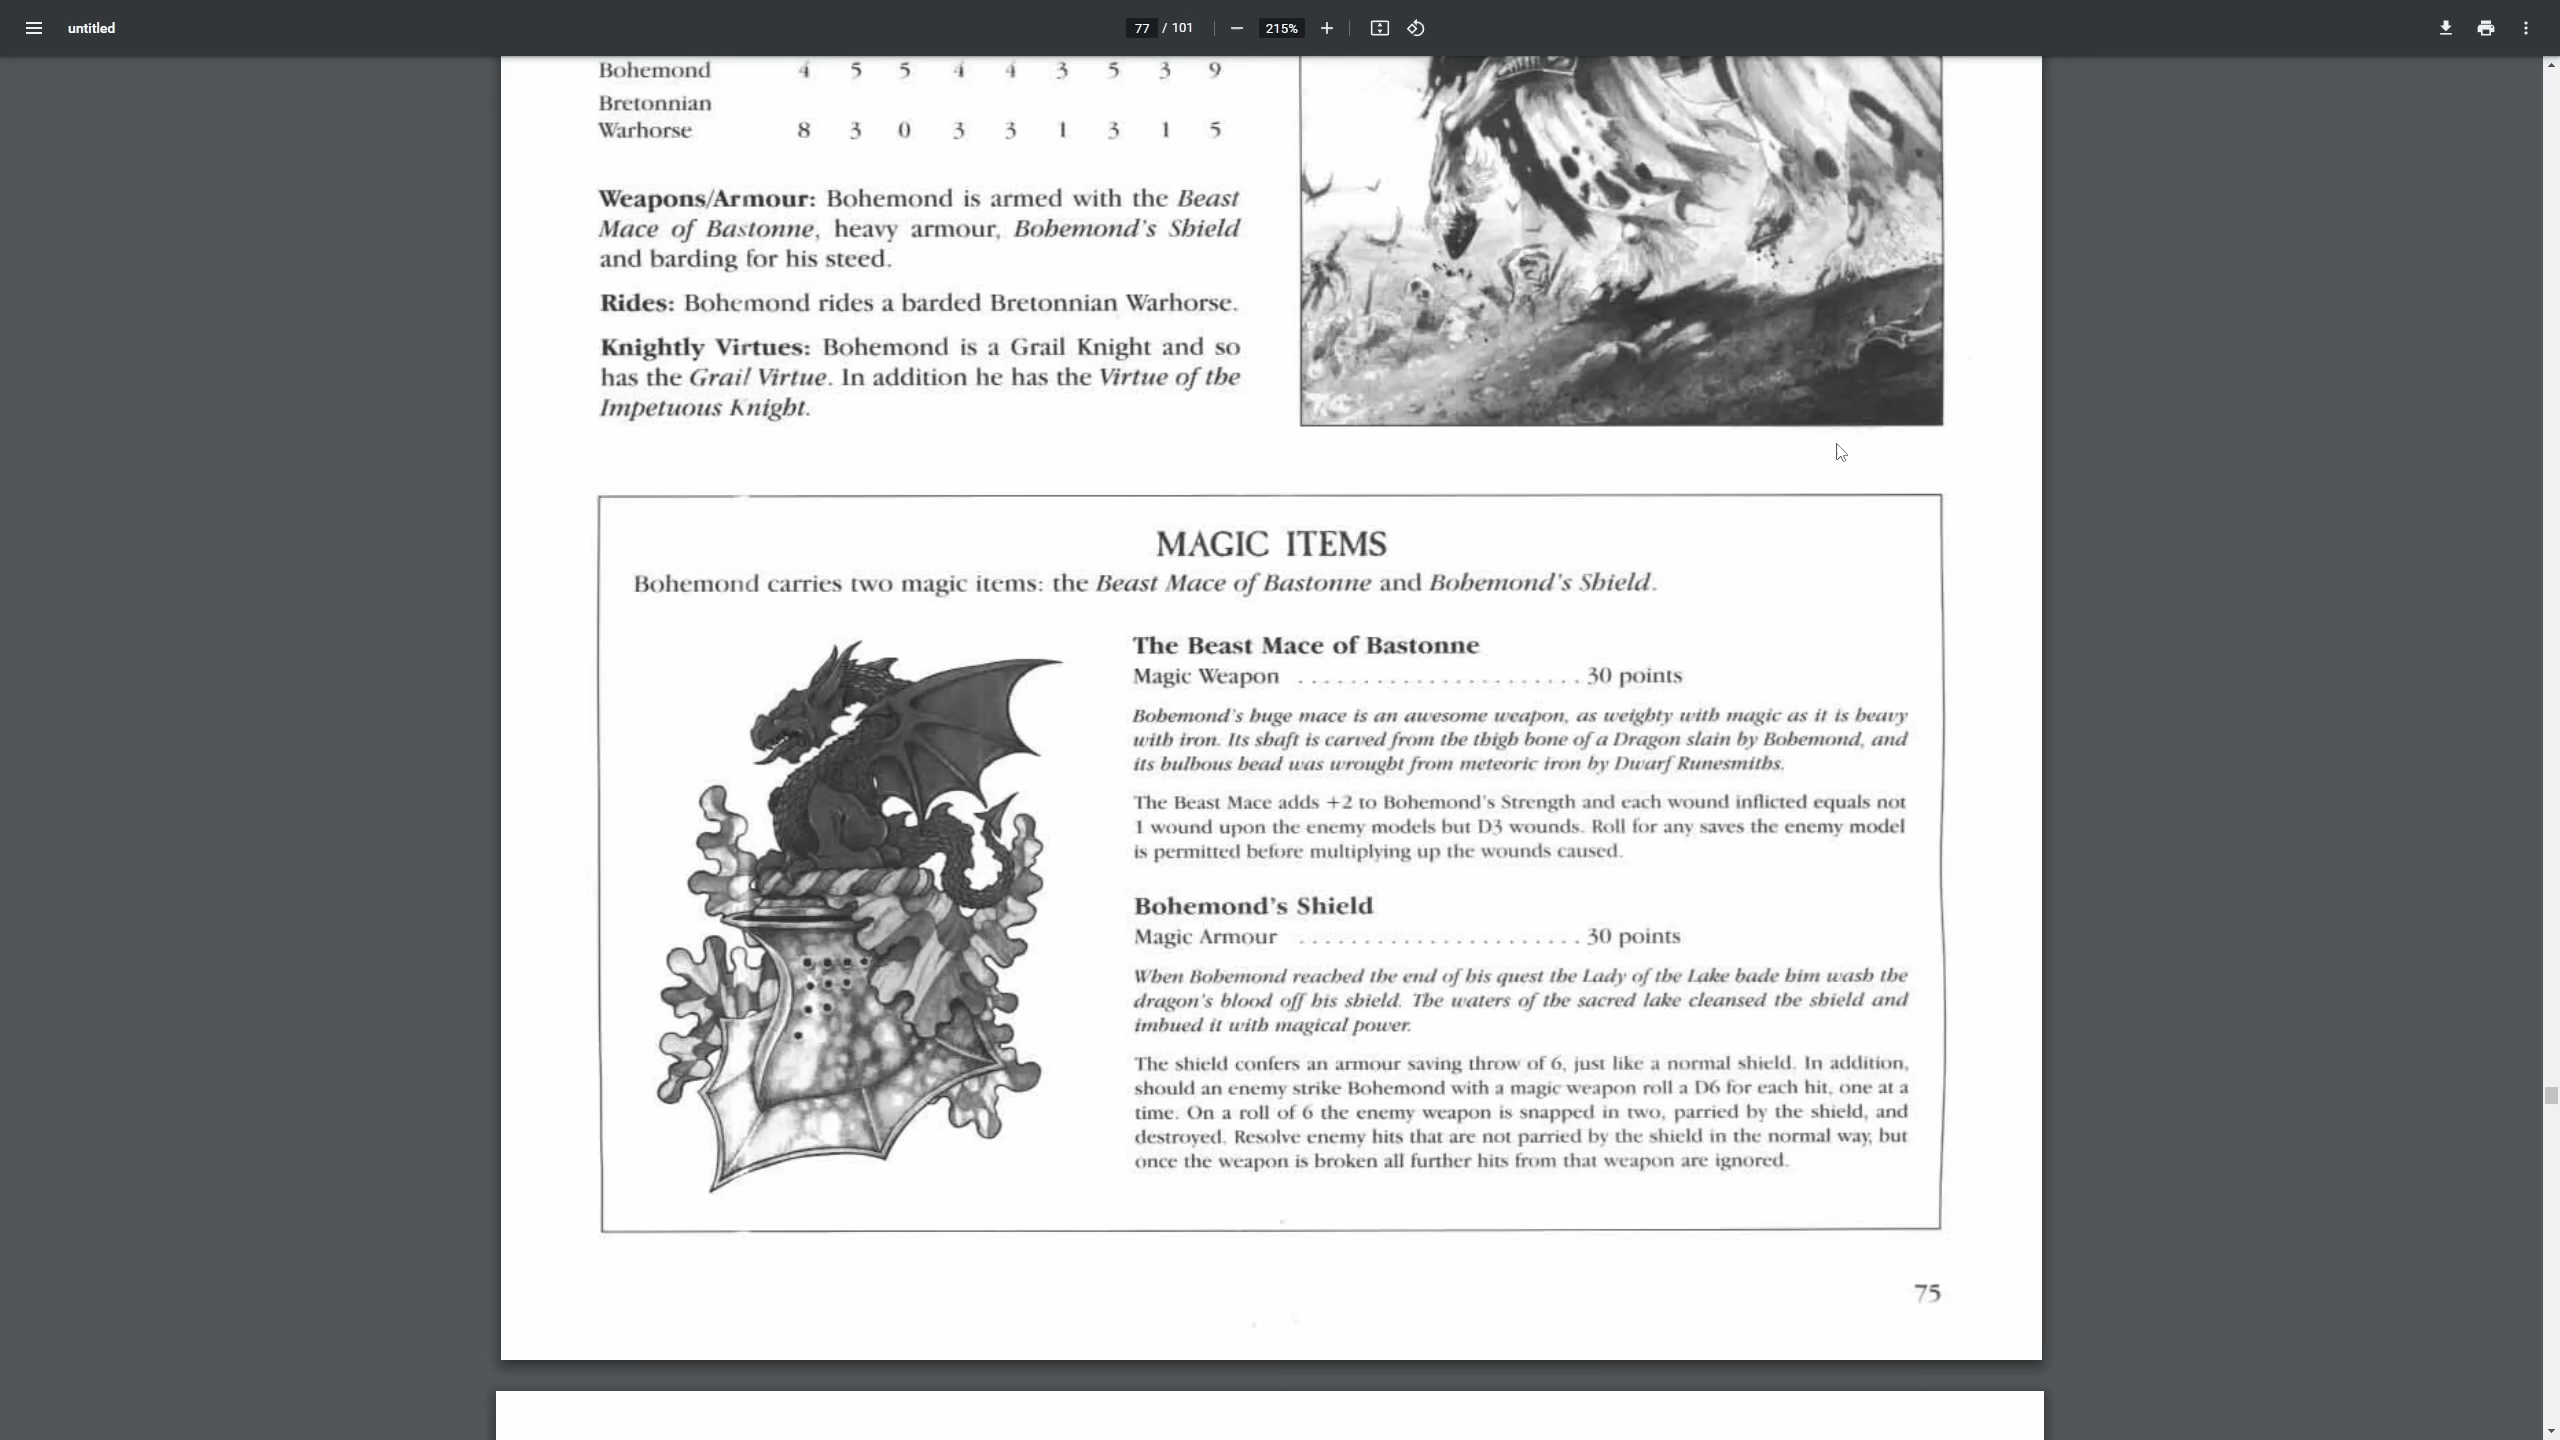 untitled
77 / 101
215%
Bohemond 4 5 5 4 4 3 5 3 9
Bretonnian
Warhorse 8 3 0 3 3 1 3 1 5
Weapons/Armour: Bohemond is armed with the Beast
Mace of Bastonne, heavy armour, Bohemond's Shield
and barding for his steed.
Rides: Bohemond rides a barded Bretonnian Warhorse.
Knightly Virtues: Bohemond is a Grail Knight and so
has the Grail Virtue. In addition he has the Virtue of the
Impetuous Knight.
MAGIC ITEMS
Bohemond carries two magic items: the Beast Mace of Bastonne and Bohemond's Shield.
The Beast Mace of Bastonne
Magic Weapon ...................... 30 points
Bohemond's huge mace is an awesome weapon, as weighty with magic as it is heavy
with iron. Its shaft is carved from the thigh bone of a Dragon slain by Bohemond, and
its bulbous head was wrought from meteoric iron by Dwarf Runesmiths.
The Beast Mace adds +2 to Bohemond's Strength and each wound inflicted equals not
1 wound upon the enemy models but D3 wounds. Roll for any saves the enemy model
is permitted before multiplying up the wounds caused.
Bohemond's Shield
Magic Armour ...................... 30 points
When Bohemond reached the end of his quest the Lady of the Lake bade him wash the
dragon's blood off his shield. The waters of the sacred lake cleansed the shield and
imbued it with magical power.
The shield confers an armour saving throw of 6, just like a normal shield. In addition,
should an enemy strike Bohemond with a magic weapon roll a D6 for each hit, one at a
time. On a roll of 6 the enemy weapon is snapped in two, parried by the shield, and
destroyed. Resolve enemy hits that are not parried by the shield in the normal way, but
once the weapon is broken all further hits from that weapon are ignored.
75